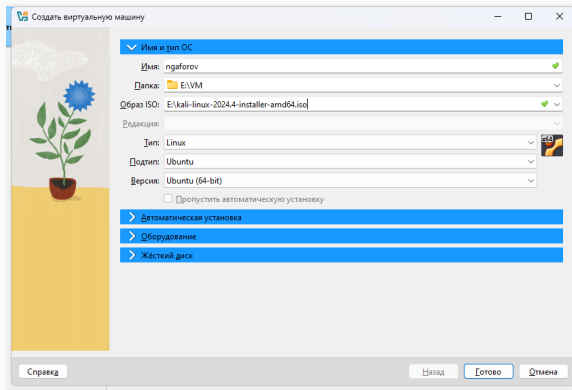 Создать виртуальную машину
Имя и тип ОС
Имя: ngaforov
Папка: E:\VM
Образ ISO: E:\kali-linux-2024.4-installer-amd64.iso
Редакция:
Тип: Linux
Подтип: Ubuntu
Версия: Ubuntu (64-bit)
Пропустить автоматическую установку
Автоматическая установка
Оборудование
Жёсткий диск
Справка Назад Готово Отмена